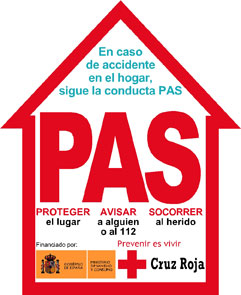 En caso
de accidente
en el hogar,
sigue la conducta PAS
PAS
PROTEGER AVISAR SOCORRER
el lugar a alguien al herido
o al 112
Financiado por: Prevenir es vivir
GOBIERNO DE ESPAÑA MINISTERIO DE SANIDAD Y CONSUMO
Cruz Roja